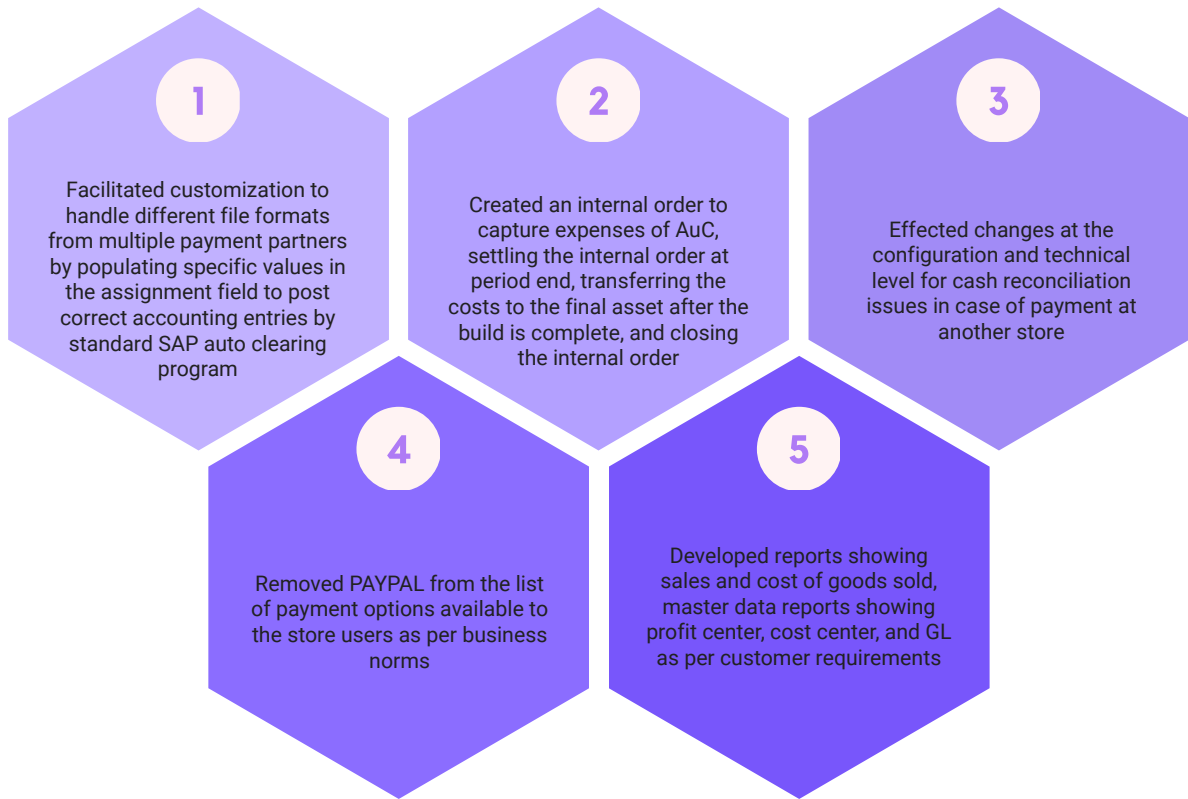 1
Facilitated customization to
handle different file formats
from multiple payment partners
by populating specific values in
the assignment field to post
correct accounting entries by
standard SAP auto clearing
program
2
Created an internal order to
capture expenses of AuC,
settling the internal order at
period end, transferring the
costs to the final asset after the
build is complete, and closing
the internal order
3
Effected changes at the
configuration and technical
level for cash reconciliation
issues in case of payment at
another store
4
Removed PAYPAL from the list
of payment options available to
the store users as per business
norms
5
Developed reports showing
sales and cost of goods sold,
master data reports showing
profit center, cost center, and GL
as per customer requirements